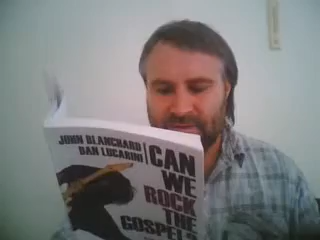 JOHN BLANCHARD
DAN LUCARINI
CAN
WE
ROCK
THE
GOSPEL?